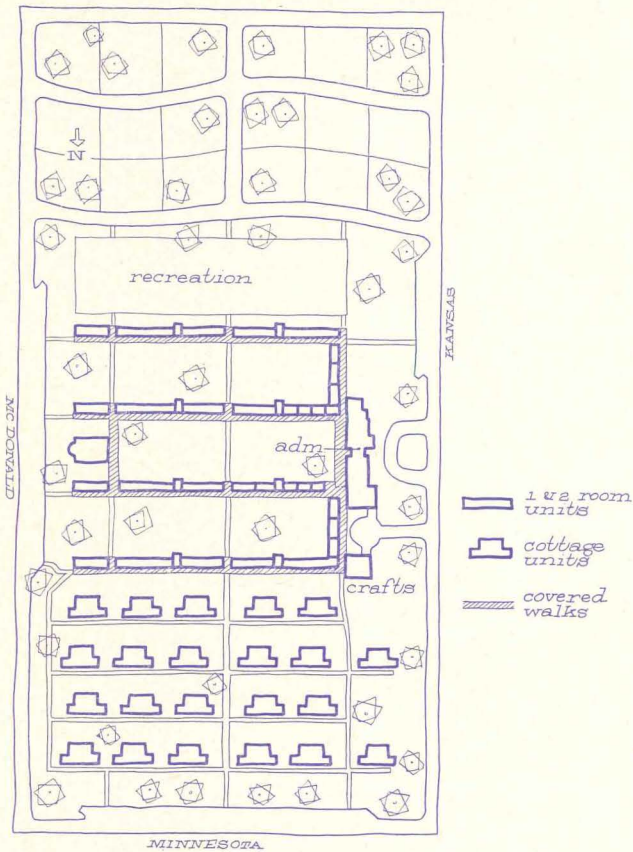 N
recreation
KANSAS
MC DONALD
adm
1 & 2 room
units
cottage
units
crafts
covered
walks
MINNESOTA